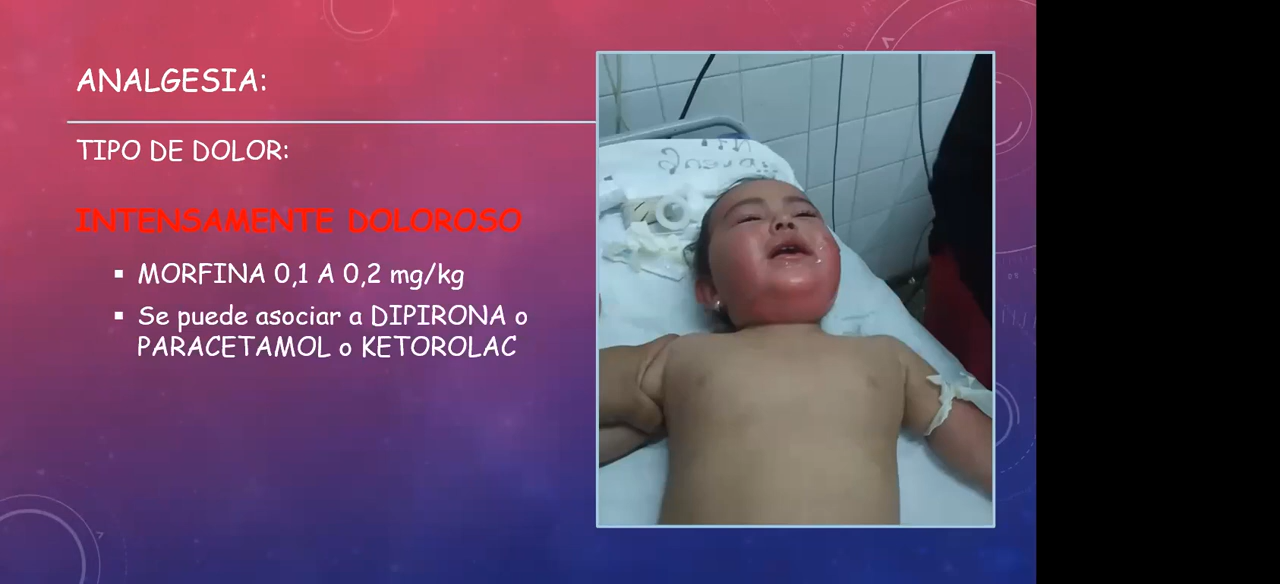 ANALGESIA:
TIPO DE DOLOR:
INTENSAMENTE DOLOROSO
▪ MORFINA 0,1 A 0,2 mg/kg
▪ Se puede asociar a DIPIRONA o
PARACETAMOL o KETOROLAC